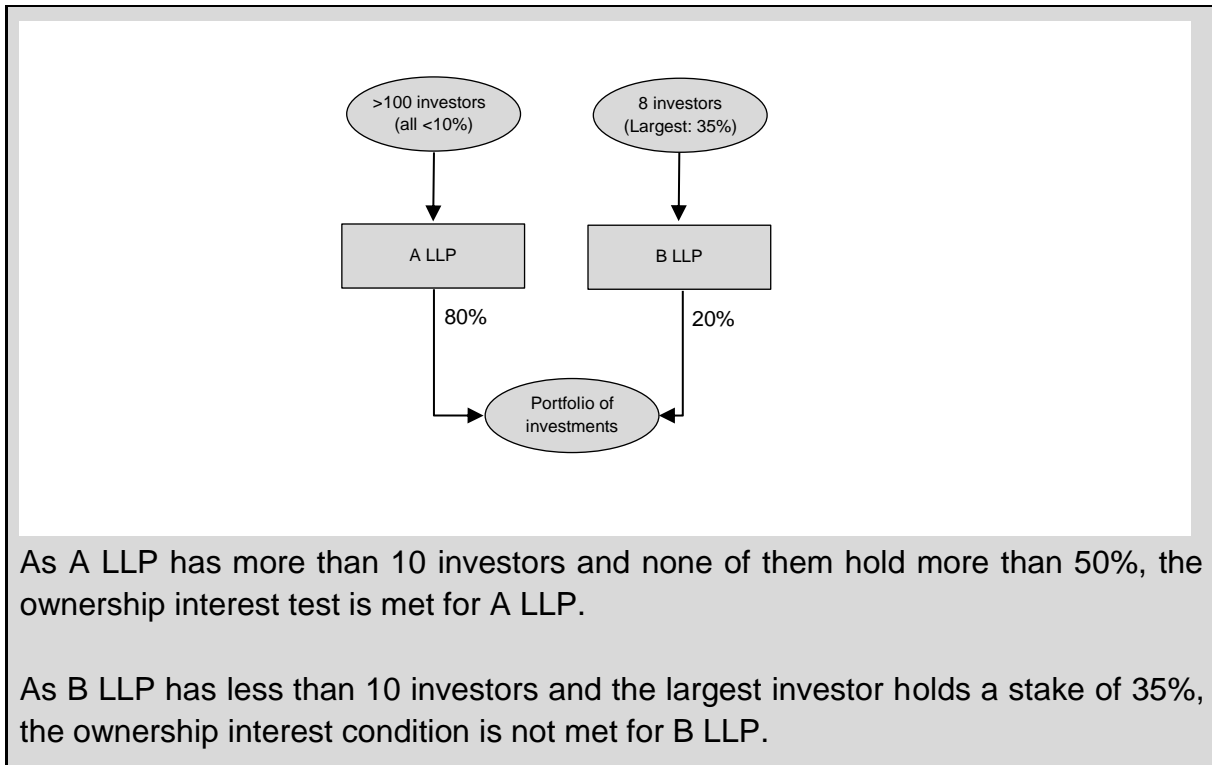 >100 investors
(all <10%)
8 investors
(Largest: 35%)
A LLP
B LLP
80%
20%
Portfolio of
investments
As A LLP has more than 10 investors and none of them hold more than 50%, the
ownership interest test is met for A LLP.
As B LLP has less than 10 investors and the largest investor holds a stake of 35%,
the ownership interest condition is not met for B LLP.